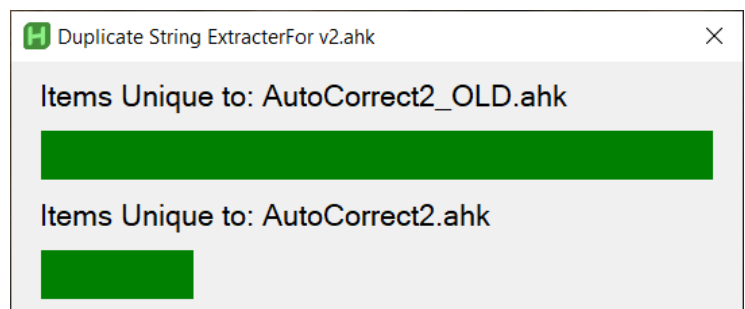 H Duplicate String ExtracterFor v2.ahk
Items Unique to: AutoCorrect2_OLD.ahk
Items Unique to: AutoCorrect2.ahk